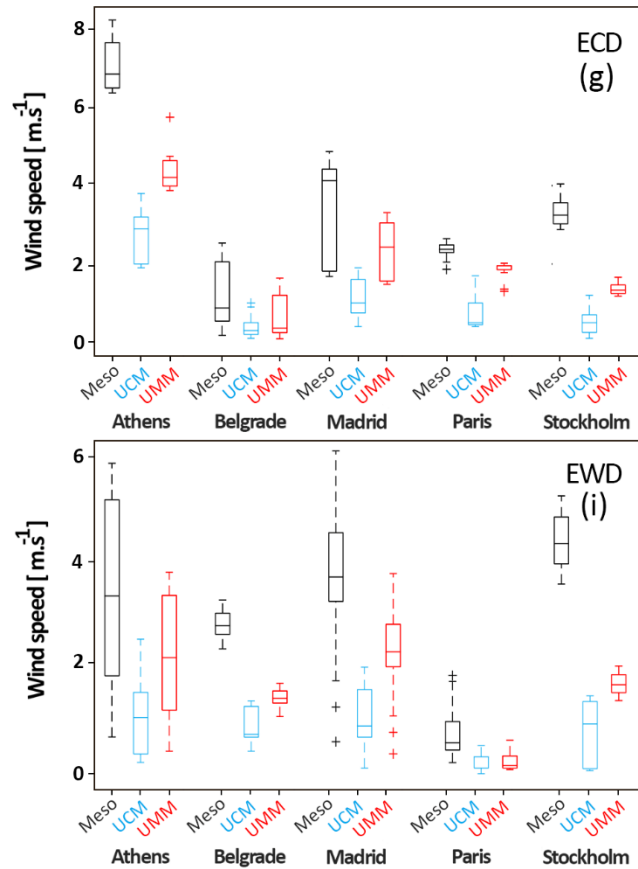 8
6
4
2
0
Wind speed [ m.s-1 ]
ECD
(g)
Meso UCM UMM Meso UCM UMM Meso UCM UMM Meso UCM UMM Meso UCM UMM
Athens Belgrade Madrid Paris Stockholm
6
4
2
0
Wind speed [ m.s-1 ]
EWD
(i)
Meso UCM UMM Meso UCM UMM Meso UCM UMM Meso UCM UMM Meso UCM UMM
Athens Belgrade Madrid Paris Stockholm